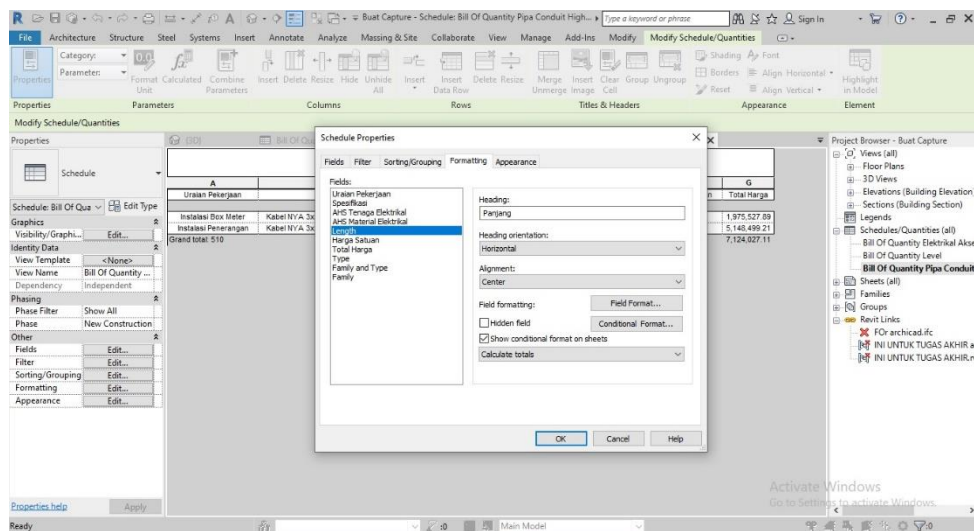 R
Buat Capture - Schedule: Bill Of Quantity Pipa Conduit High...
Type a keyword or phrase
Sign In
File Architecture Structure Steel Systems Insert Annotate Analyze Massing & Site Collaborate View Manage Add-Ins Modify Modify Schedule/Quantities
Category:
Parameter:
Properties
Format Unit
Calculated
Combine Parameters
Insert Delete Resize Hide Unhide All
Insert
Insert Data Row
Delete Resize
Merge Unmerge
Insert Image
Clear Cell
Group Ungroup
Shading
Font
Borders
Align Horizontal
Reset
Align Vertical
Highlight in Model
Properties Parameters Columns Rows Titles & Headers Appearance Element
Modify Schedule/Quantities
Properties
Schedule
Schedule: Bill Of Qua
Edit Type
Graphics
Visibility/Graphi... Edit...
Identity Data
View Template <None>
View Name Bill Of Quantity ...
Dependency Independent
Phasing
Phase Filter Show All
Phase New Construction
Other
Fields Edit...
Filter Edit...
Sorting/Grouping Edit...
Formatting Edit...
Appearance Edit...
Properties help
Apply
{3D}
Bill Of Qua
A
Uraian Pekerjaan
Instalasi Box Meter Kabel NYA 3x
Instalasi Penerangan Kabel NYA 3x
Grand total: 510
G
Total Harga
1,975,527.89
5,148,499.21
7,124,027.11
Schedule Properties
Fields Filter Sorting/Grouping Formatting Appearance
Fields:
Uraian Pekerjaan
Spesifikasi
AHS Tenaga Elektrikal
AHS Material Elektrikal
Length
Harga Satuan
Total Harga
Type
Family and Type
Family
Heading:
Panjang
Heading orientation:
Horizontal
Alignment:
Center
Field formatting:
Field Format...
Hidden field
Conditional Format...
Show conditional format on sheets
Calculate totals
OK Cancel Help
Project Browser - Buat Capture
Views (all)
Floor Plans
3D Views
Elevations (Building Elevation
Sections (Building Section)
Legends
Schedules/Quantities (all)
Bill Of Quantity Elektrikal Akse
Bill Of Quantity Level
Bill Of Quantity Pipa Conduit
Sheets (all)
Families
Groups
Revit Links
FOr archicad.ifc
INI UNTUK TUGAS AKHIR a
INI UNTUK TUGAS AKHIR.rv
Activate Windows
Go to Settings to activate Windows.
Ready
:0
Main Model
:0